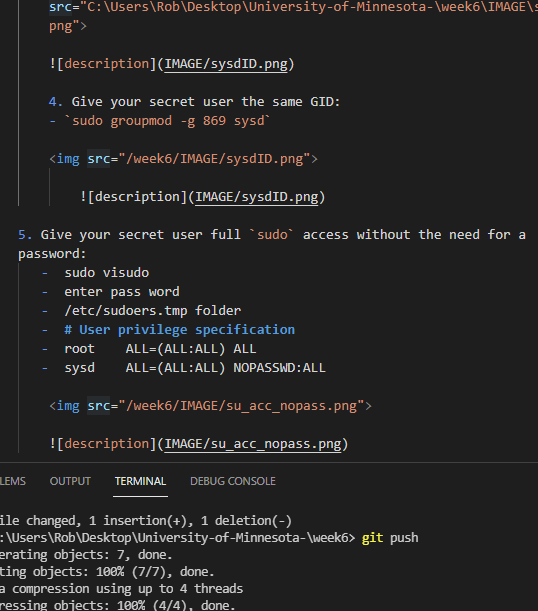 src="C:\Users\Rob\Desktop\University-of-Minnesota-\week6\IMAGE\s
png">
![description](IMAGE/sysdID.png)
4. Give your secret user the same GID:
- `sudo groupmod -g 869 sysd`
<img src="/week6/IMAGE/sysdID.png">
![description](IMAGE/sysdID.png)
5. Give your secret user full `sudo` access without the need for a
password:
- sudo visudo
- enter pass word
- /etc/sudoers.tmp folder
- # User privilege specification
- root ALL=(ALL:ALL) ALL
- sysd ALL=(ALL:ALL) NOPASSWD:ALL
<img src="/week6/IMAGE/su_acc_nopass.png">
![description](IMAGE/su_acc_nopass.png)
LEMS OUTPUT TERMINAL DEBUG CONSOLE
ile changed, 1 insertion(+), 1 deletion(-)
:\Users\Rob\Desktop\University-of-Minnesota-\week6> git push
erating objects: 7, done.
ting objects: 100% (7/7), done.
a compression using up to 4 threads
ressing objects: 100% (4/4), done.